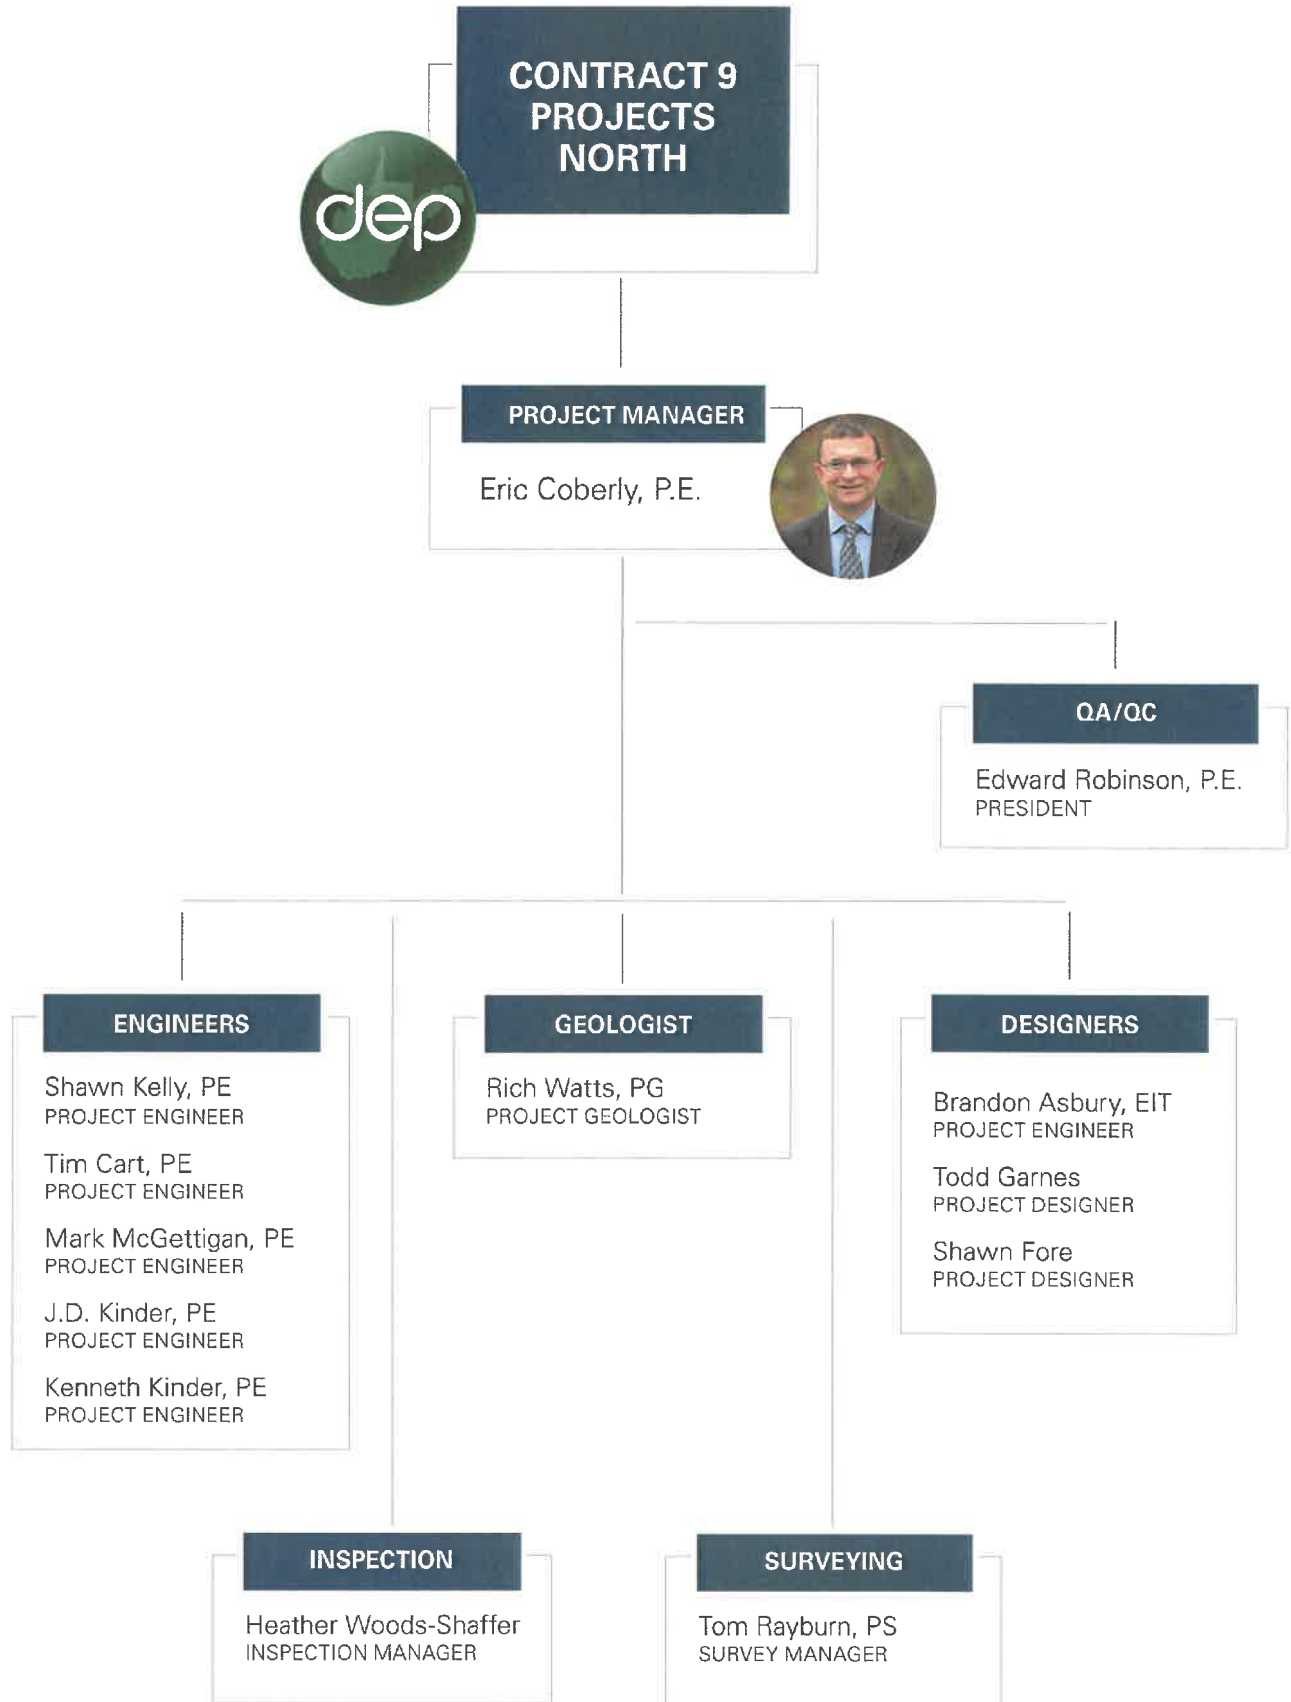 CONTRACT 9
PROJECTS
NORTH
dep
PROJECT MANAGER
Eric Coberly, P.E.
QA/QC
Edward Robinson, P.E.
PRESIDENT
ENGINEERS
Shawn Kelly, PE
PROJECT ENGINEER
Tim Cart, PE
PROJECT ENGINEER
Mark McGettigan, PE
PROJECT ENGINEER
J.D. Kinder, PE
PROJECT ENGINEER
Kenneth Kinder, PE
PROJECT ENGINEER
GEOLOGIST
Rich Watts, PG
PROJECT GEOLOGIST
DESIGNERS
Brandon Asbury, EIT
PROJECT ENGINEER
Todd Garnes
PROJECT DESIGNER
Shawn Fore
PROJECT DESIGNER
INSPECTION
Heather Woods-Shaffer
INSPECTION MANAGER
SURVEYING
Tom Rayburn, PS
SURVEY MANAGER